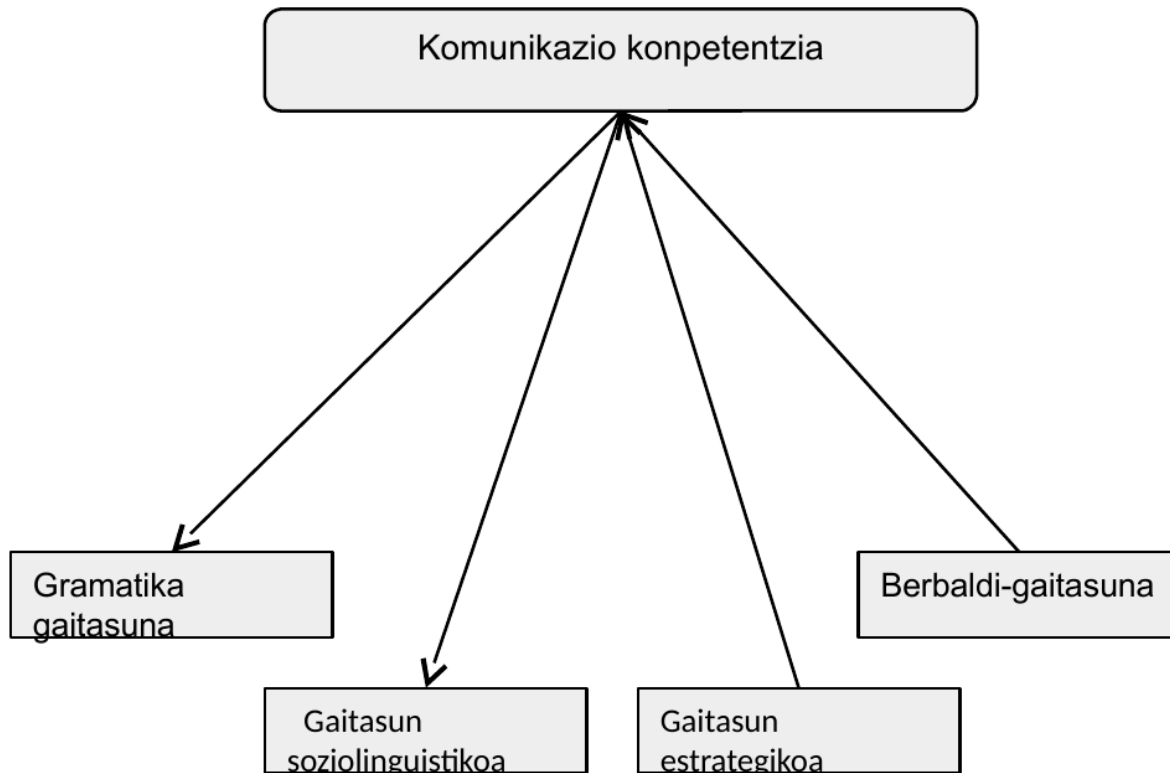 Komunikazio konpetentzia
Gramatika
gaitasuna
Berbaldi-gaitasuna
Gaitasun
soziolinguistikoa
Gaitasun
estrategikoa